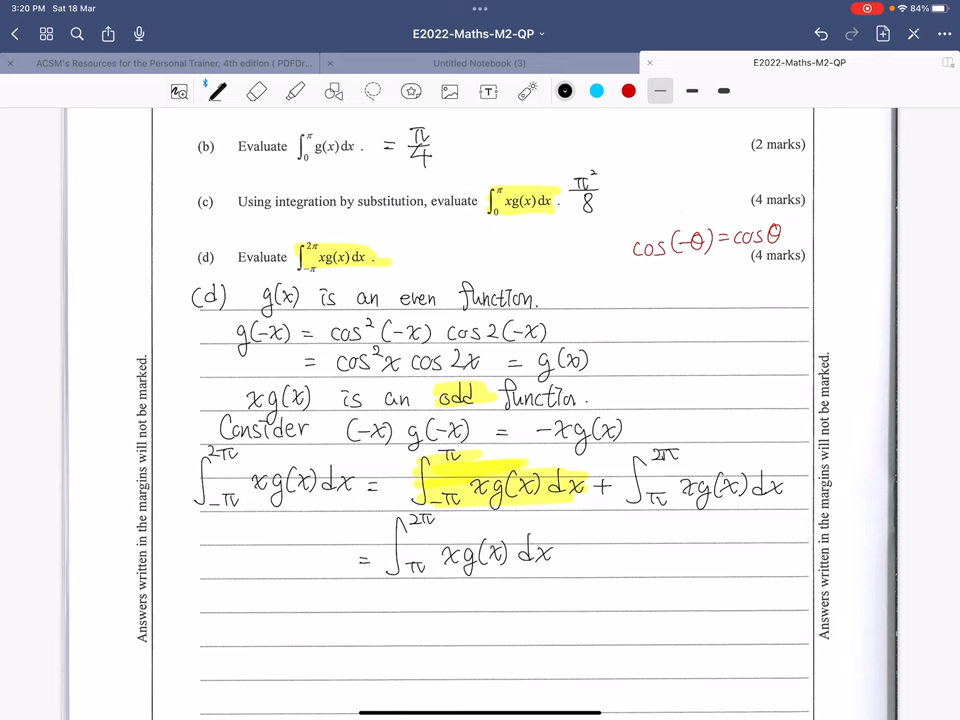 3:20 PM Sat 18 Mar
84%
E2022-Maths-M2-QP
ACSM's Resources for the Personal Trainer, 4th edition ( PDFDr...
Untitled Notebook (3)
E2022-Maths-M2-QP
(b) Evaluate ∫₀^π g(x) dx . = π/4 (2 marks)
(c) Using integration by substitution, evaluate ∫₀^π xg(x) dx . π²/8 (4 marks)
cos(-θ) = cosθ
(d) Evaluate ∫₋π^2π xg(x) dx . (4 marks)
(d) g(x) is an even function.
g(-x) = cos²(-x) cos2(-x)
= cos²x cos 2x = g(x)
xg(x) is an odd function.
Consider (-x) g(-x) = -xg(x)
∫₋π^2π xg(x) dx = ∫₋π^π xg(x) dx + ∫π^2π xg(x) dx
= ∫π^2π xg(x) dx
Answers written in the margins will not be marked.
Answers written in the margins will not be marked.